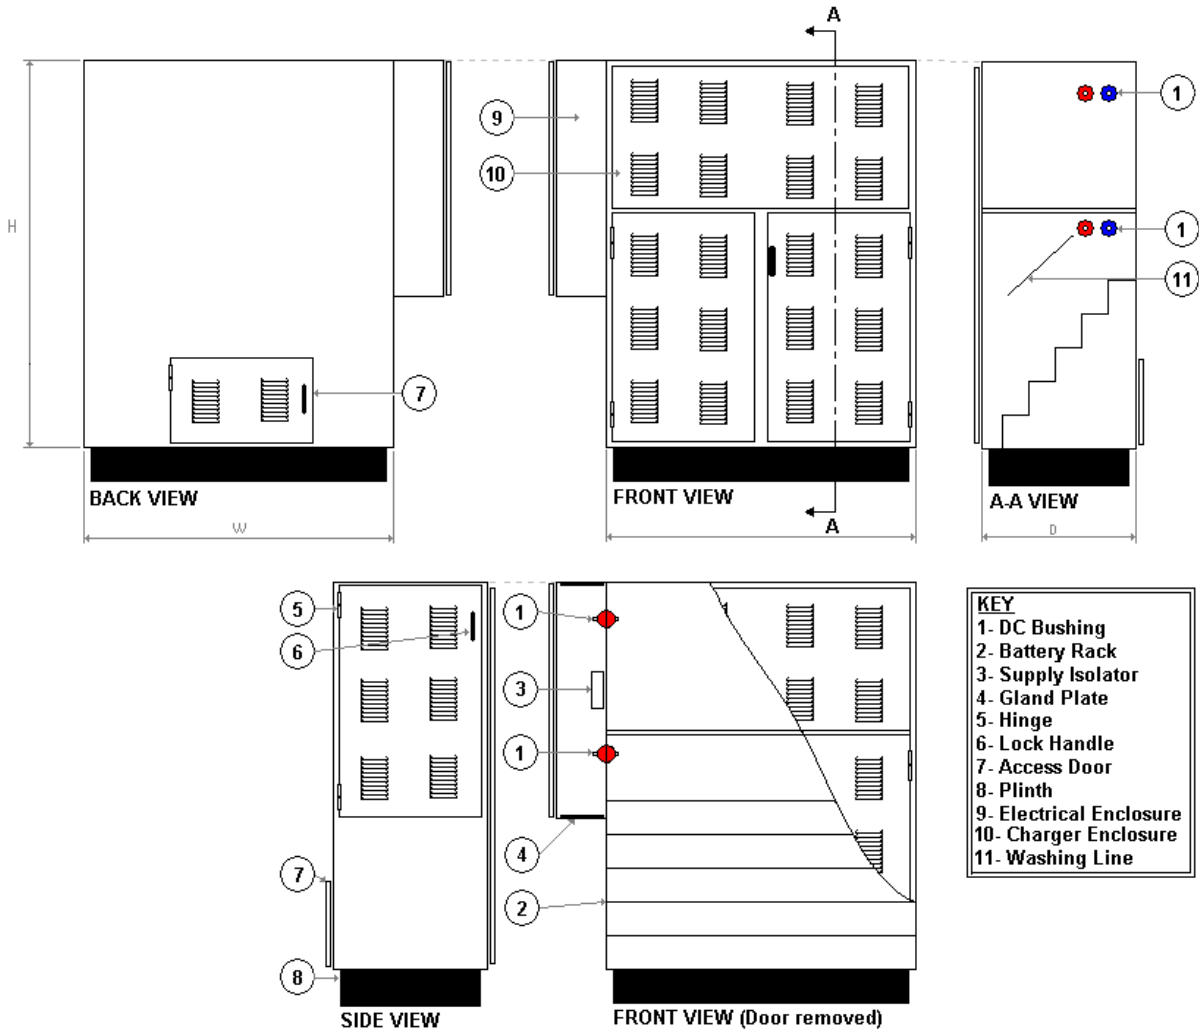 A
1
9
10
H
1
11
7
BACK VIEW
FRONT VIEW
A-A VIEW
W
A
D
5
6
1
3
1
4
7
2
8
SIDE VIEW
FRONT VIEW (Door removed)
KEY
1- DC Bushing
2- Battery Rack
3- Supply Isolator
4- Gland Plate
5- Hinge
6- Lock Handle
7- Access Door
8- Plinth
9- Electrical Enclosure
10- Charger Enclosure
11- Washing Line